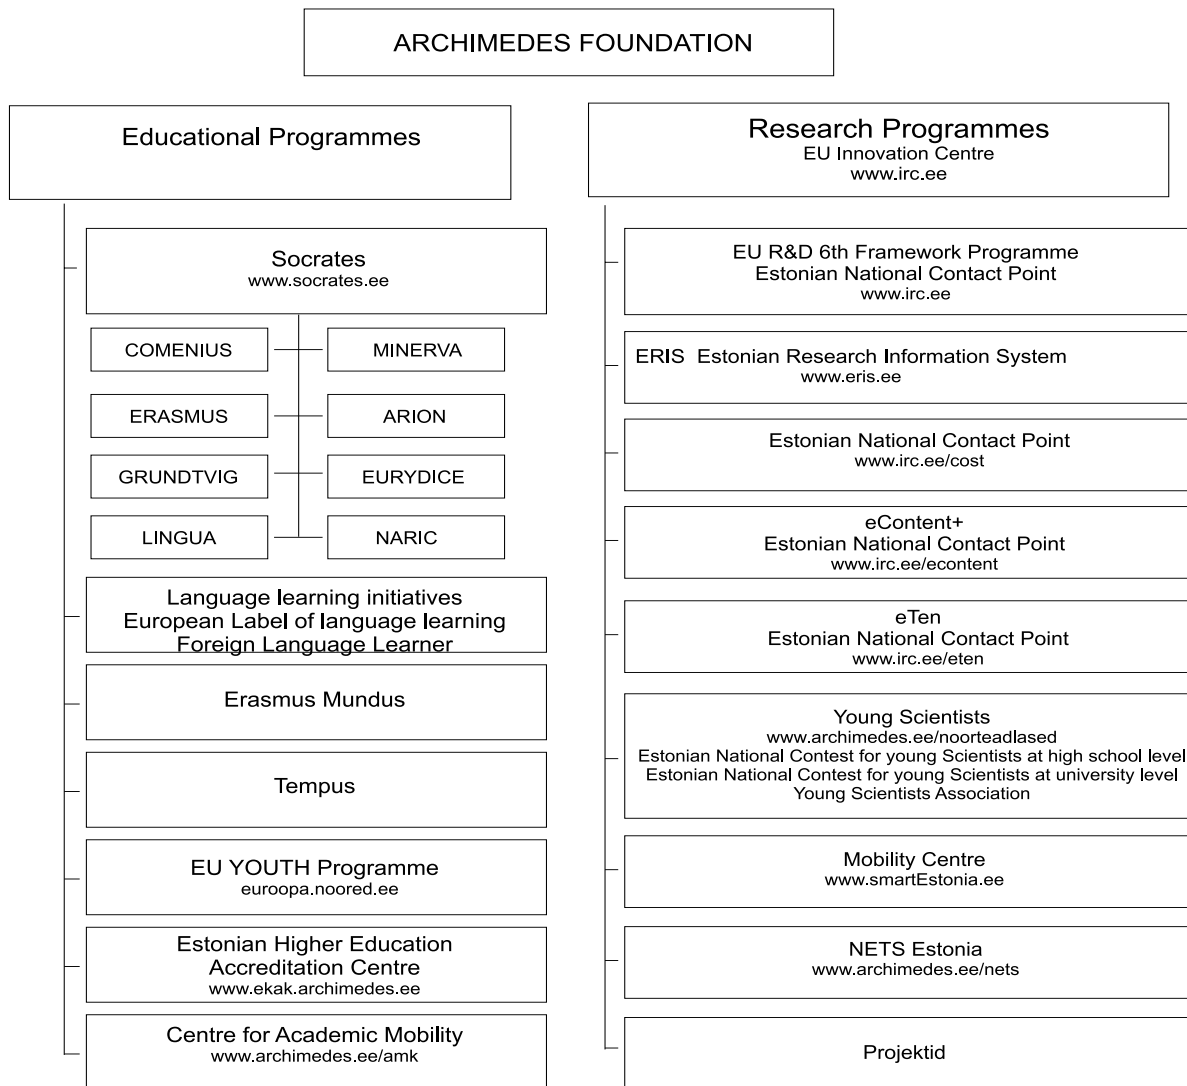 ARCHIMEDES FOUNDATION
Educational Programmes
Socrates
www.socrates.ee
COMENIUS
MINERVA
ERASMUS
ARION
GRUNDTVIG
EURYDICE
LINGUA
NARIC
Language learning initiatives
European Label of language learning
Foreign Language Learner
Erasmus Mundus
Tempus
EU YOUTH Programme
euroopa.noored.ee
Estonian Higher Education
Accreditation Centre
www.ekak.archimedes.ee
Centre for Academic Mobility
www.archimedes.ee/amk
Research Programmes
EU Innovation Centre
www.irc.ee
EU R&D 6th Framework Programme
Estonian National Contact Point
www.irc.ee
ERIS Estonian Research Information System
www.eris.ee
Estonian National Contact Point
www.irc.ee/cost
eContent+
Estonian National Contact Point
www.irc.ee/econtent
eTen
Estonian National Contact Point
www.irc.ee/eten
Young Scientists
www.archimedes.ee/noorteadlased
Estonian National Contest for young Scientists at high school level
Estonian National Contest for young Scientists at university level
Young Scientists Association
Mobility Centre
www.smartEstonia.ee
NETS Estonia
www.archimedes.ee/nets
Projektid